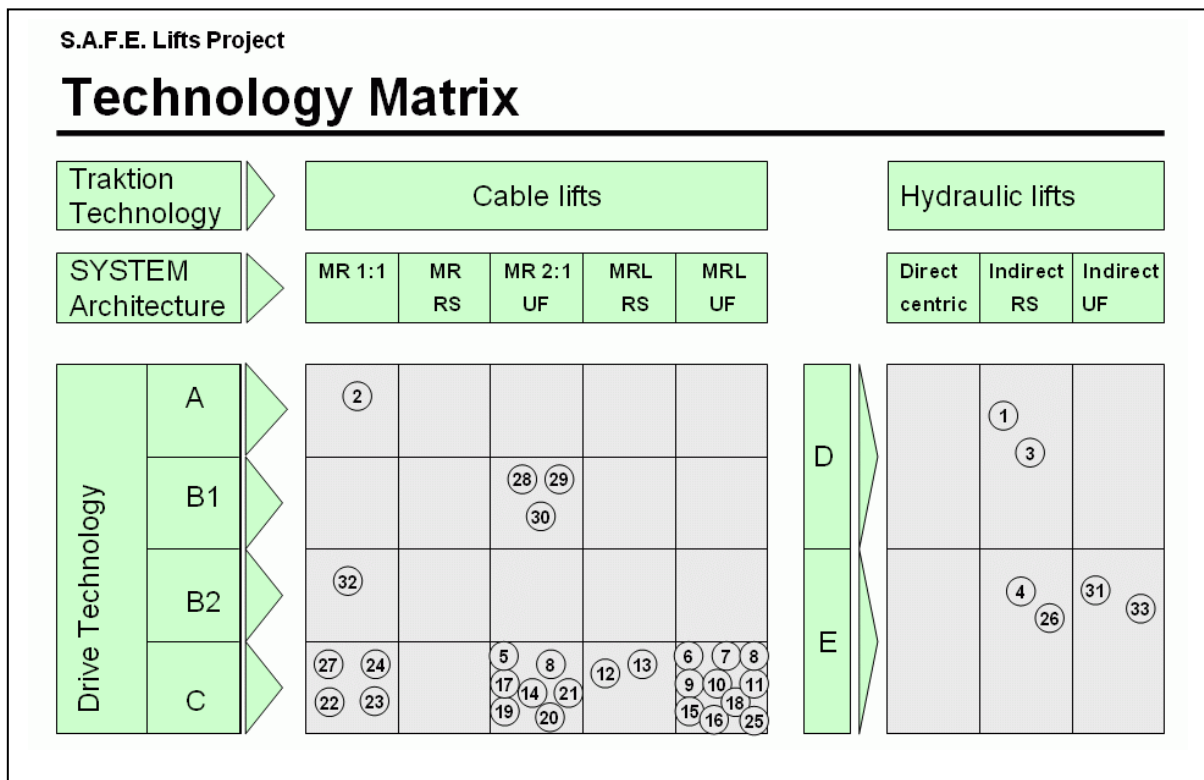 S.A.F.E. Lifts Project
Technology Matrix
Traktion
Technology
Cable lifts
Hydraulic lifts
SYSTEM
Architecture
MR 1:1
MR
RS
MR 2:1
UF
MRL
RS
MRL
UF
Direct
centric
Indirect
RS
Indirect
UF
Drive Technology
A
2
B1
28 29
30
B2
32
C
27 24
22 23
5 8
17 14 21
19 20
12 13
6 7 8
9 10 11
15 16 18 25
D
1
3
E
4
26
31
33